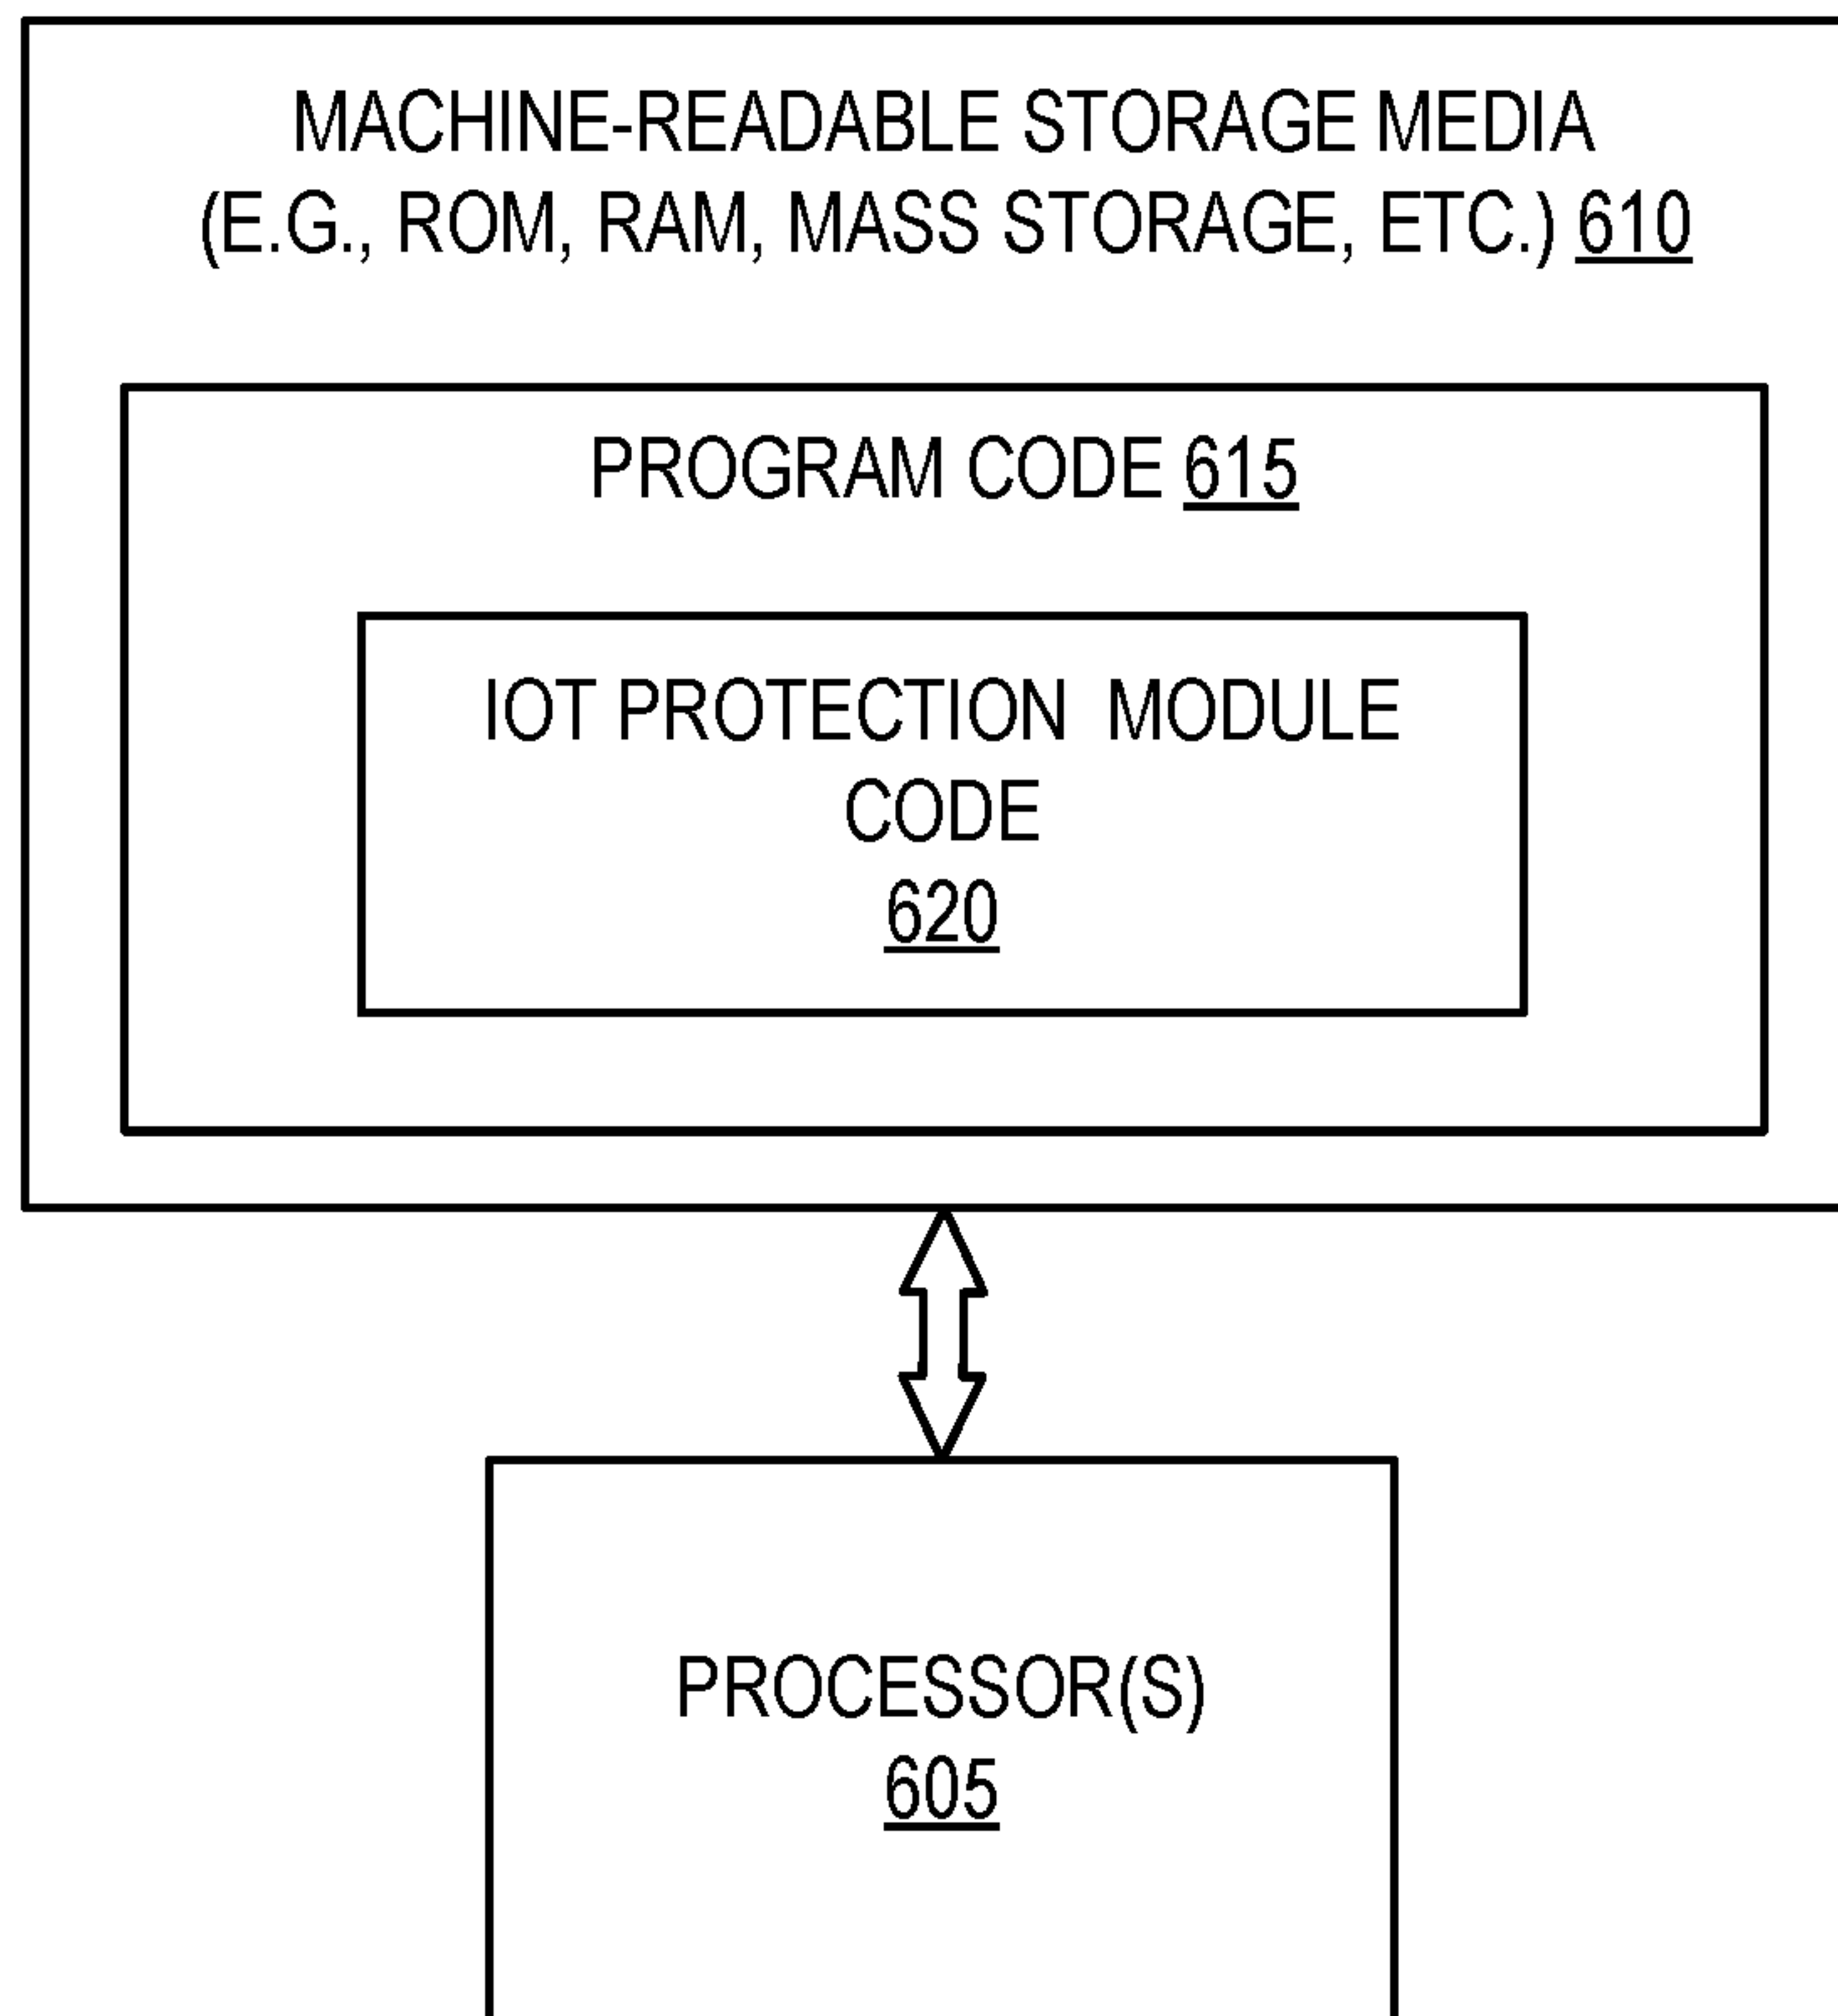 MACHINE-READABLE STORAGE MEDIA
(E.G., ROM, RAM, MASS STORAGE, ETC.) 610
PROGRAM CODE 615
IOT PROTECTION MODULE
CODE
620
PROCESSOR(S)
605